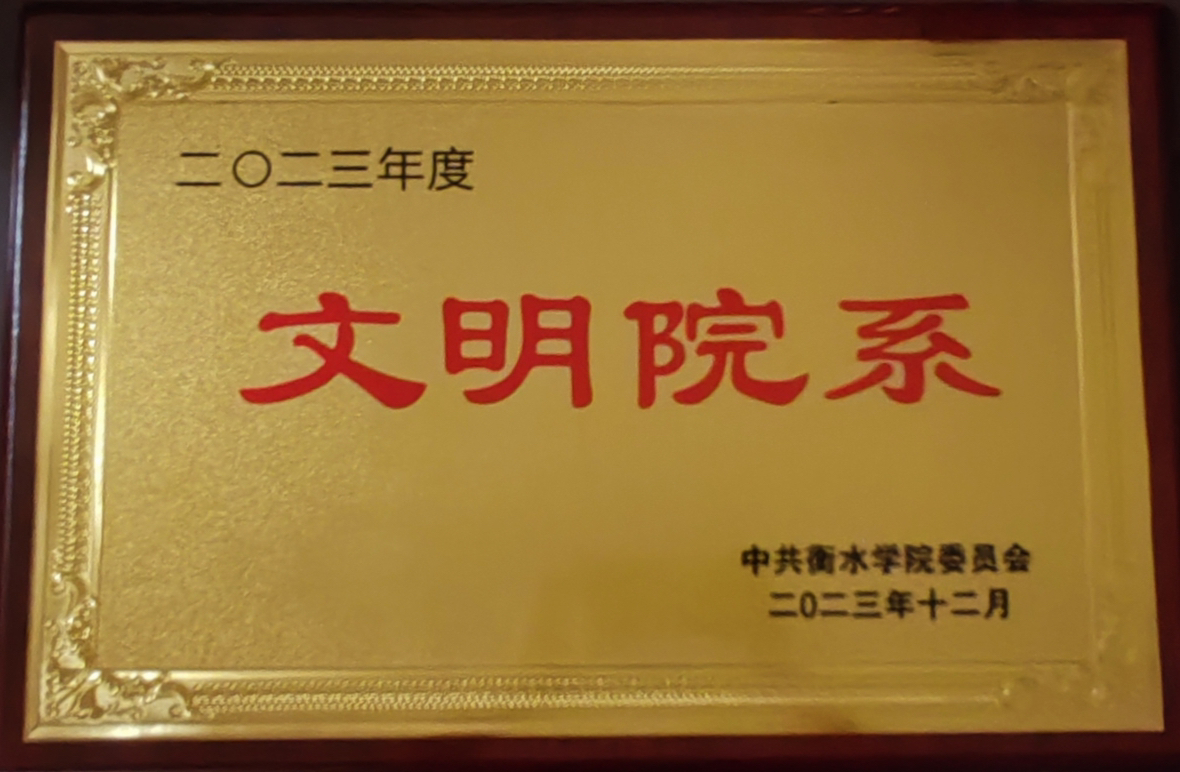 二〇二三年度
文明院系
中共衡水学院委员会
二0二三年十二月